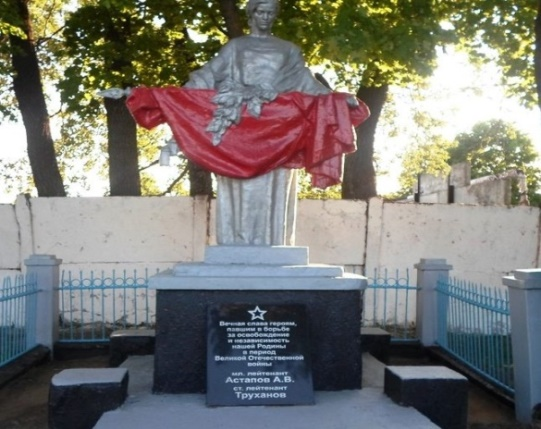 Вечная слава героям,
павшим в борьбе
за освобождение
и независимость
нашей Родины
в период
Великой Отечественной
войны
мл. лейтенант
Астапов А.В.
ст. лейтенант
Труханов